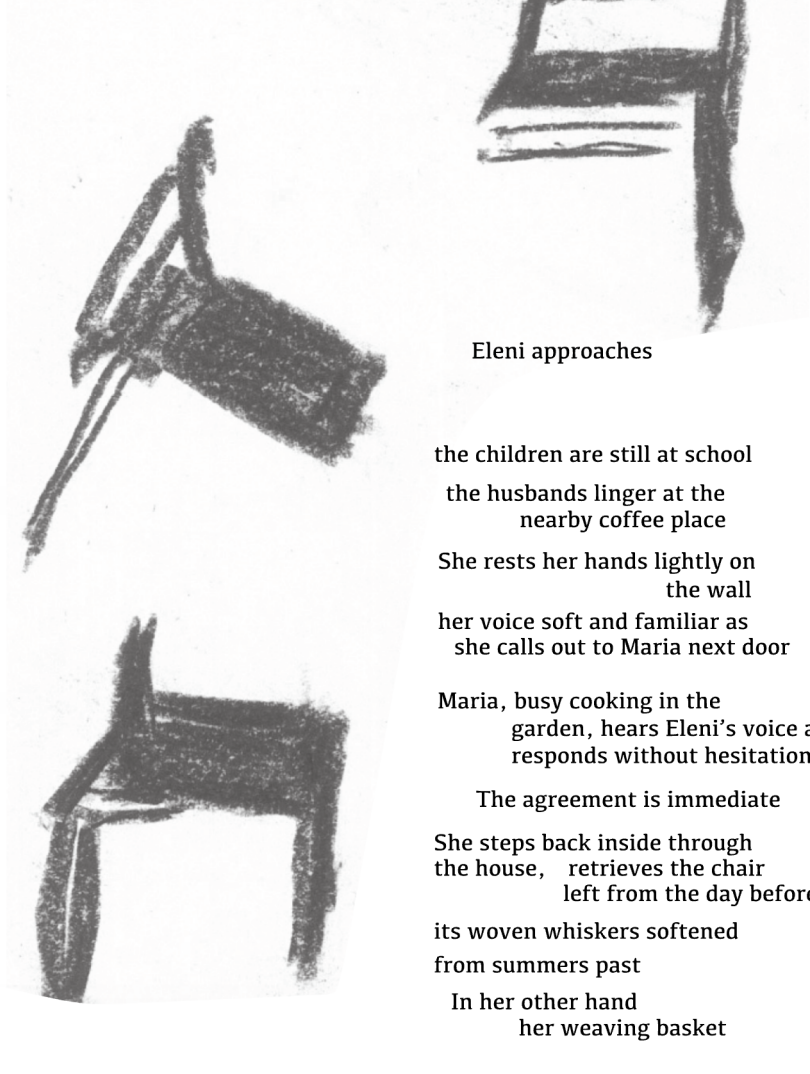 Eleni approaches
the children are still at school
the husbands linger at the
nearby coffee place
She rests her hands lightly on
the wall
her voice soft and familiar as
she calls out to Maria next door
Maria, busy cooking in the
garden, hears Eleni’s voice
responds without hesitation
The agreement is immediate
She steps back inside through
the house, retrieves the chair
left from the day before
its woven whiskers softened
from summers past
In her other hand
her weaving basket